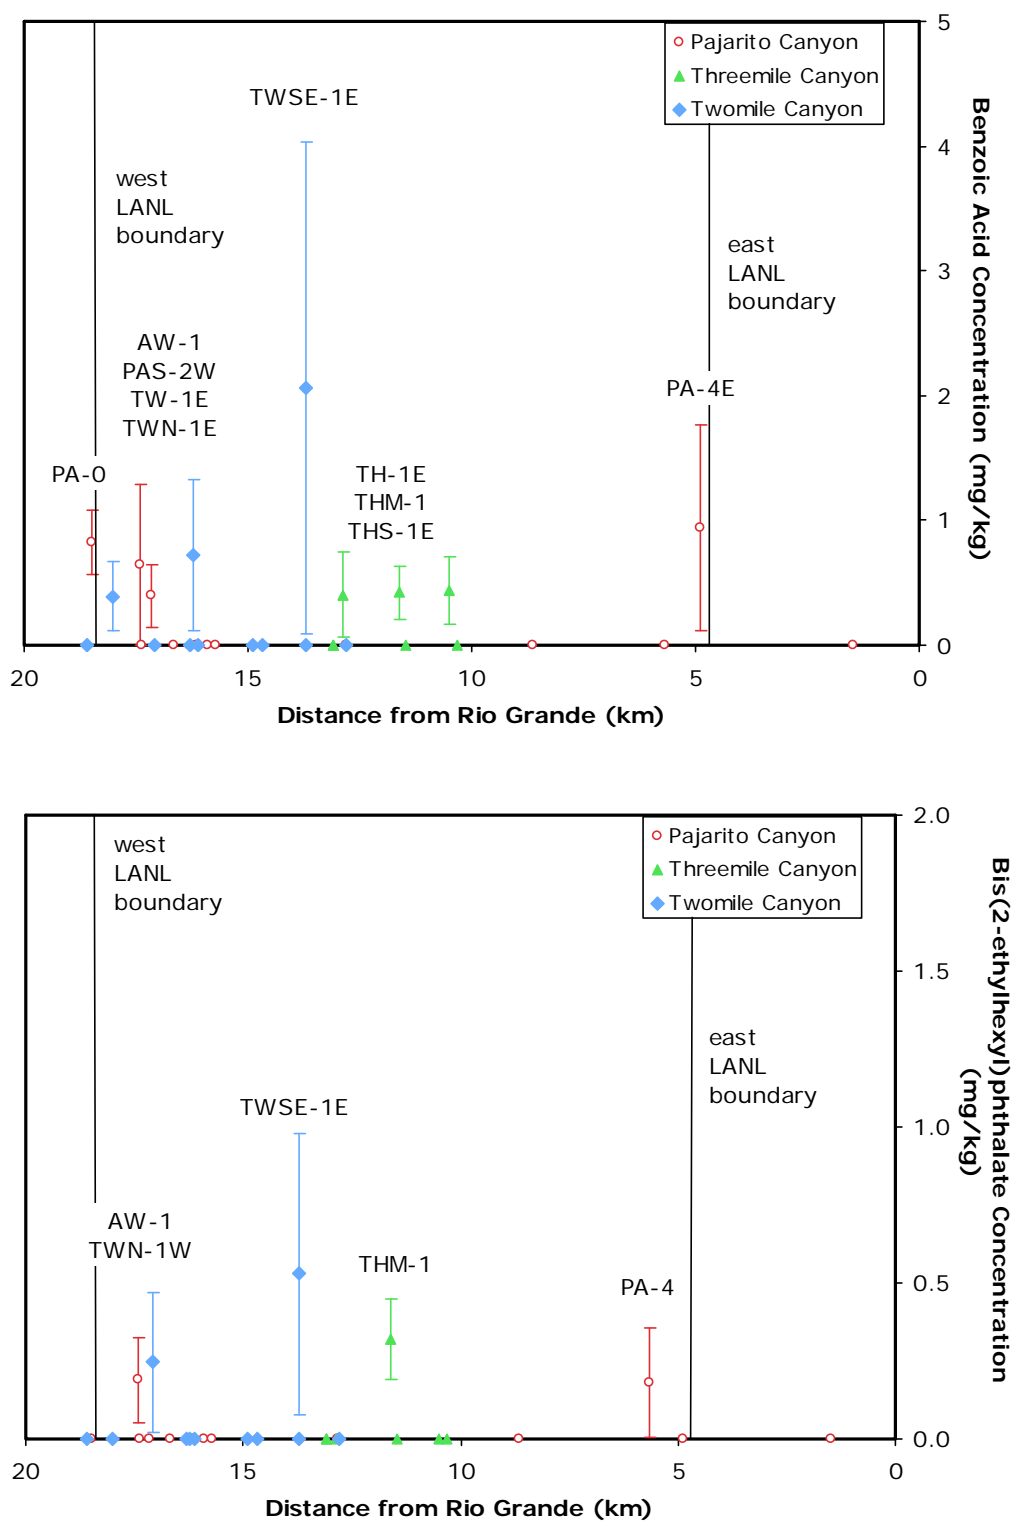 5
Pajarito Canyon
Threemile Canyon
Twomile Canyon
TWSE-1E
4
west
LANL
boundary
east
LANL
boundary
3
AW-1
PAS-2W
TW-1E
TWN-1E
PA-4E
2
PA-0
TH-1E
THM-1
THS-1E
1
0
Benzoic Acid Concentration (mg/kg)
20
15
10
5
0
Distance from Rio Grande (km)
2.0
west
LANL
boundary
Pajarito Canyon
Threemile Canyon
Twomile Canyon
1.5
east
LANL
boundary
TWSE-1E
1.0
AW-1
TWN-1W
THM-1
PA-4
0.5
0.0
Bis(2-ethylhexyl)phthalate Concentration
(mg/kg)
20
15
10
5
0
Distance from Rio Grande (km)